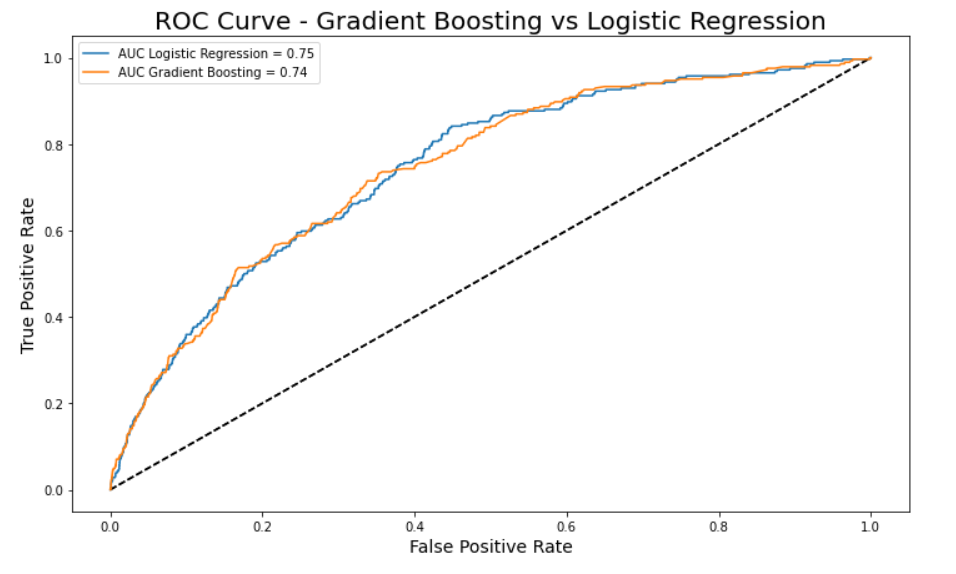 ROC Curve - Gradient Boosting vs Logistic Regression
AUC Logistic Regression = 0.75
AUC Gradient Boosting = 0.74
1.0
0.8
0.6
0.4
0.2
0.0
True Positive Rate
0.0 0.2 0.4 0.6 0.8 1.0
False Positive Rate